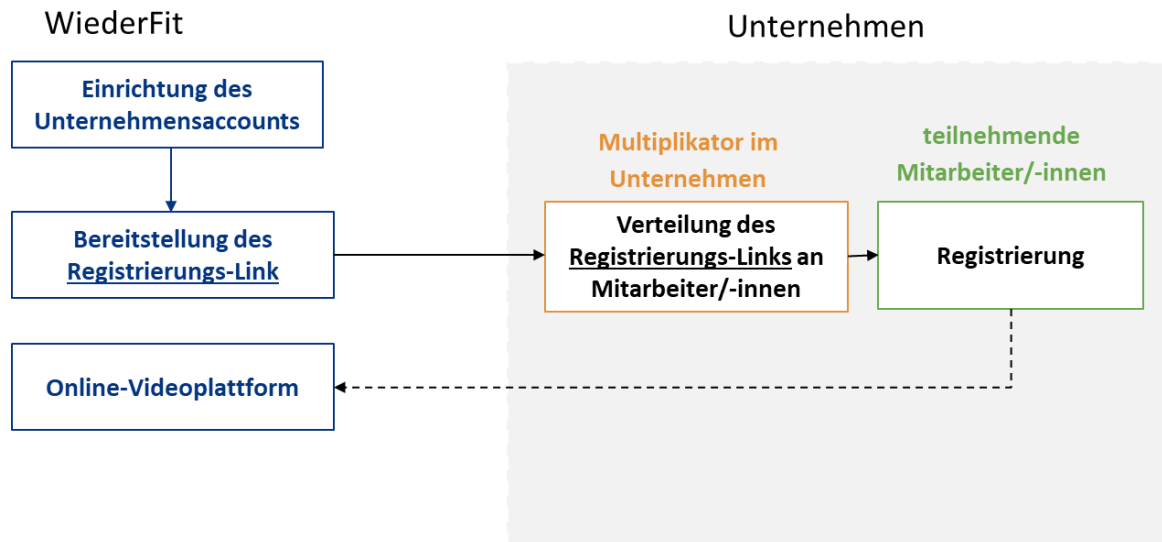 WiederFit
Unternehmen
Einrichtung des
Unternehmensaccounts
Multiplikator im
Unternehmen
teilnehmende
Mitarbeiter/-innen
Bereitstellung des
Registrierungs-Link
Verteilung des
Registrierungs-Links an
Mitarbeiter/-innen
Registrierung
Online-Videoplattform